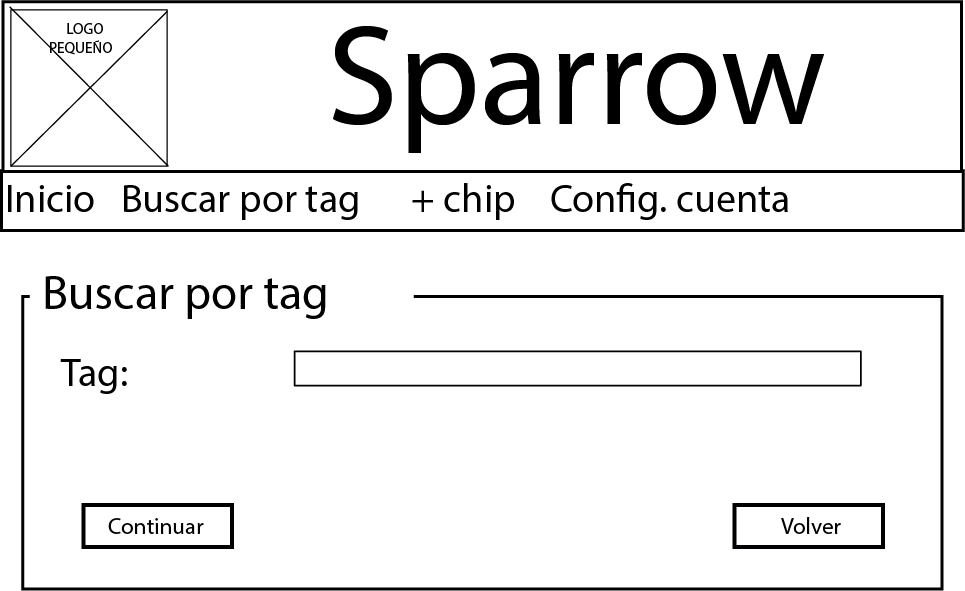 LOGO
PEQUEÑO
Sparrow
Inicio Buscar por tag + chip Config. cuenta
Buscar por tag
Tag:
Continuar Volver